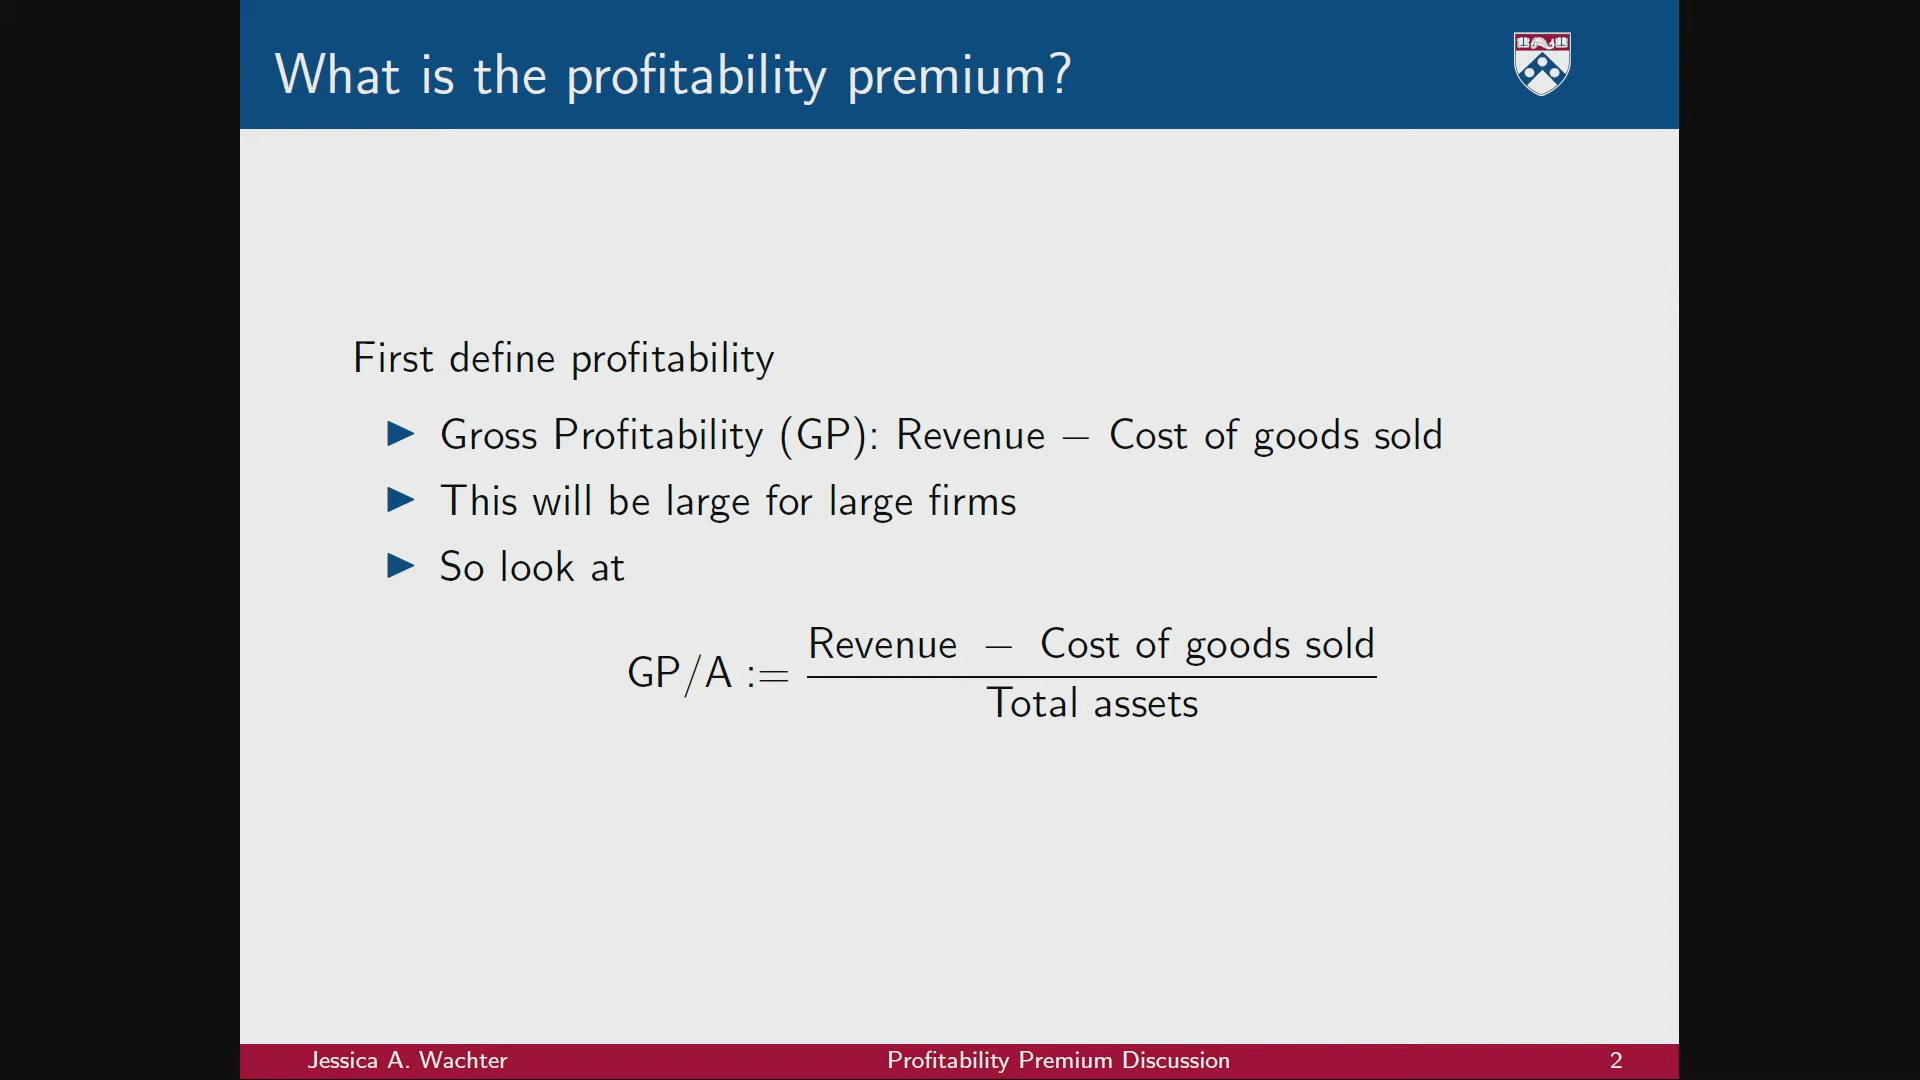 What is the profitability premium?
First define profitability
▶ Gross Profitability (GP): Revenue − Cost of goods sold
▶ This will be large for large firms
▶ So look at
GP/A := (Revenue − Cost of goods sold) / Total assets
Jessica A. Wachter Profitability Premium Discussion 2